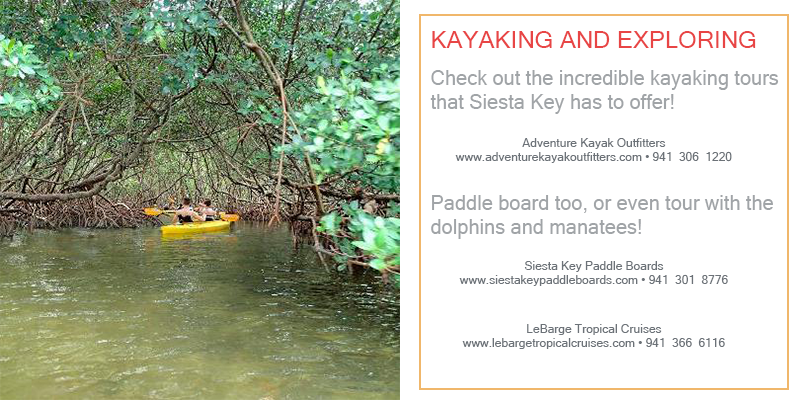 KAYAKING AND EXPLORING
Check out the incredible kayaking tours
that Siesta Key has to offer!
Adventure Kayak Outfitters
www.adventurekayakoutfitters.com • 941 306 1220
Paddle board too, or even tour with the
dolphins and manatees!
Siesta Key Paddle Boards
www.siestakeypaddleboards.com • 941 301 8776
LeBarge Tropical Cruises
www.lebargetropicalcruises.com • 941 366 6116